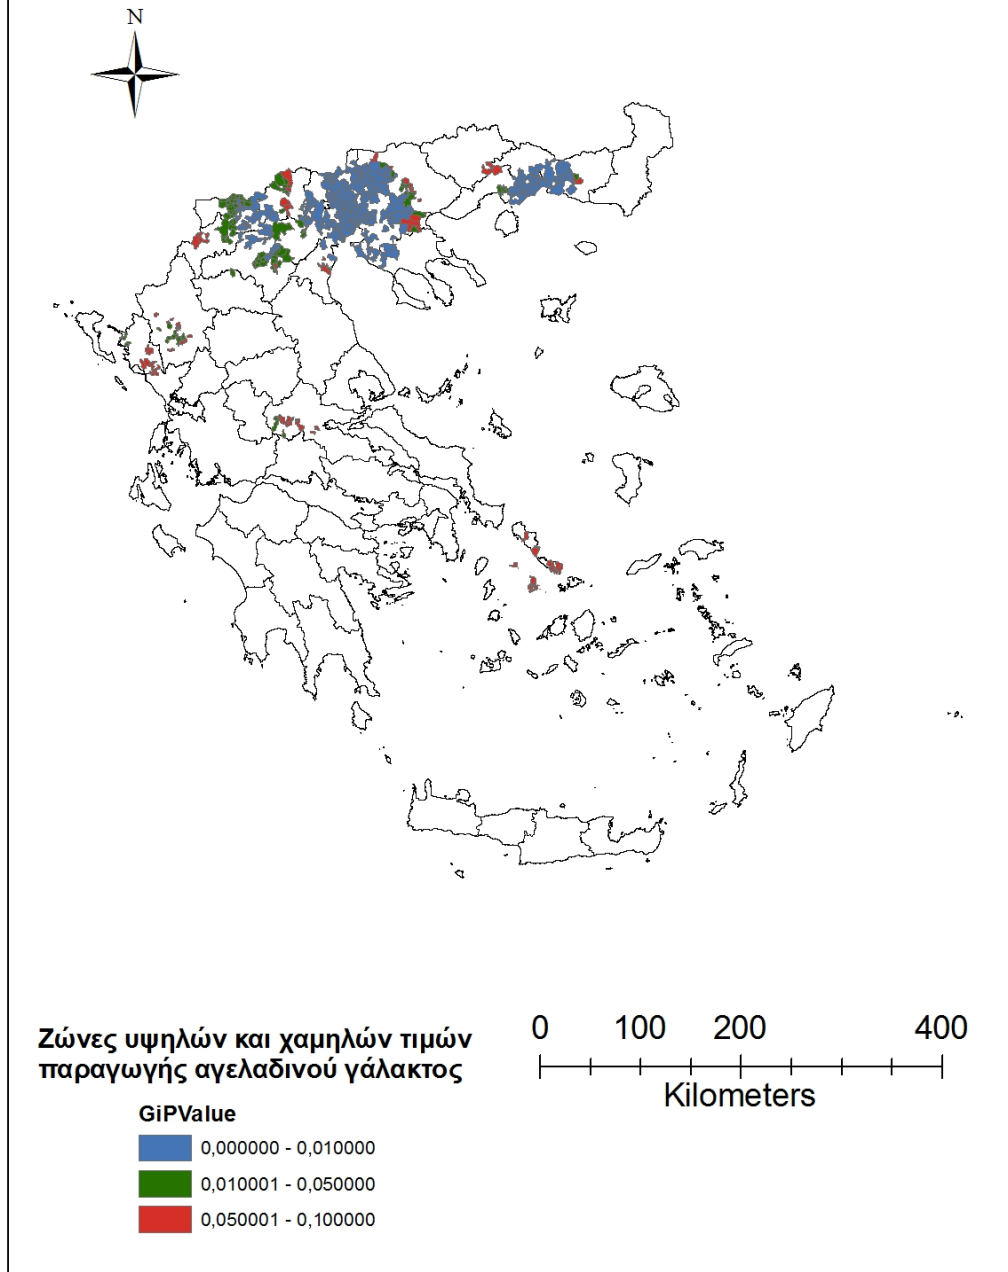 N
Ζώνες υψηλών και χαμηλών τιμών
παραγωγής αγελαδινού γάλακτος
GiPValue
0,000000 - 0,010000
0,010001 - 0,050000
0,050001 - 0,100000
0 100 200 400
Kilometers